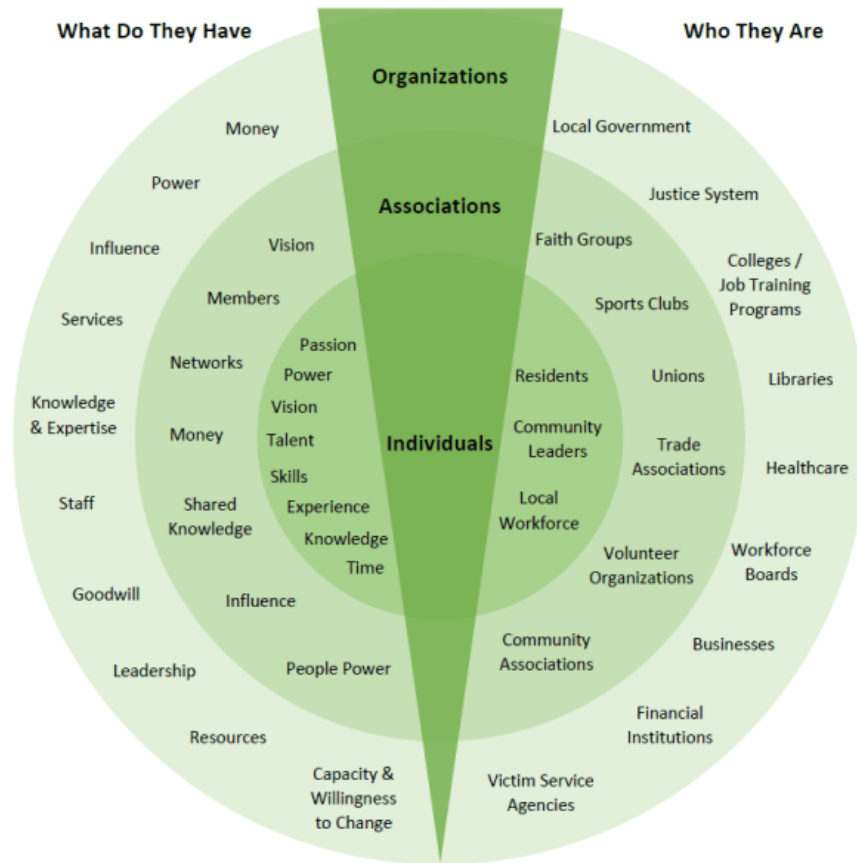 What Do They Have
Who They Are
Organizations
Associations
Individuals
Money
Power
Influence
Services
Knowledge
& Expertise
Staff
Goodwill
Leadership
Resources
Capacity &
Willingness
to Change
Vision
Members
Networks
Money
Shared
Knowledge
Influence
People Power
Passion
Power
Vision
Talent
Skills
Experience
Knowledge
Time
Residents
Community
Leaders
Local
Workforce
Faith Groups
Sports Clubs
Unions
Trade
Associations
Volunteer
Organizations
Community
Associations
Local Government
Justice System
Colleges /
Job Training
Programs
Libraries
Healthcare
Workforce
Boards
Businesses
Financial
Institutions
Victim Service
Agencies